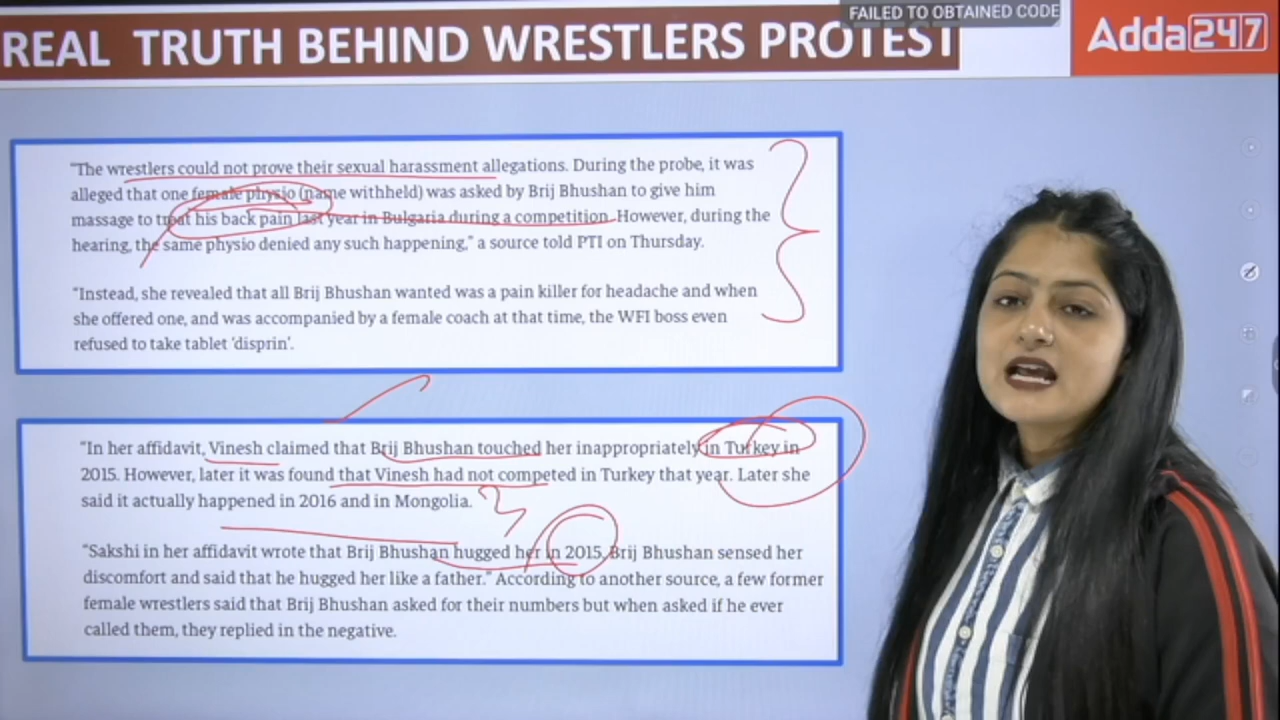 FAILED TO OBTAINED CODE
REAL TRUTH BEHIND WRESTLERS PROTEST
Adda247
"The wrestlers could not prove their sexual harassment allegations. During the probe, it was
alleged that one female physio (name withheld) was asked by Brij Bhushan to give him
massage to treat his back pain last year in Bulgaria during a competition. However, during the
hearing, the same physio denied any such happening," a source told PTI on Thursday.
"Instead, she revealed that all Brij Bhushan wanted was a pain killer for headache and when
she offered one, and was accompanied by a female coach at that time, the WFI boss even
refused to take tablet 'disprin'.
"In her affidavit, Vinesh claimed that Brij Bhushan touched her inappropriately in Turkey in
2015. However, later it was found that Vinesh had not competed in Turkey that year. Later she
said it actually happened in 2016 and in Mongolia.
"Sakshi in her affidavit wrote that Brij Bhushan hugged her in 2015. Brij Bhushan sensed her
discomfort and said that he hugged her like a father." According to another source, a few former
female wrestlers said that Brij Bhushan asked for their numbers but when asked if he ever
called them, they replied in the negative.